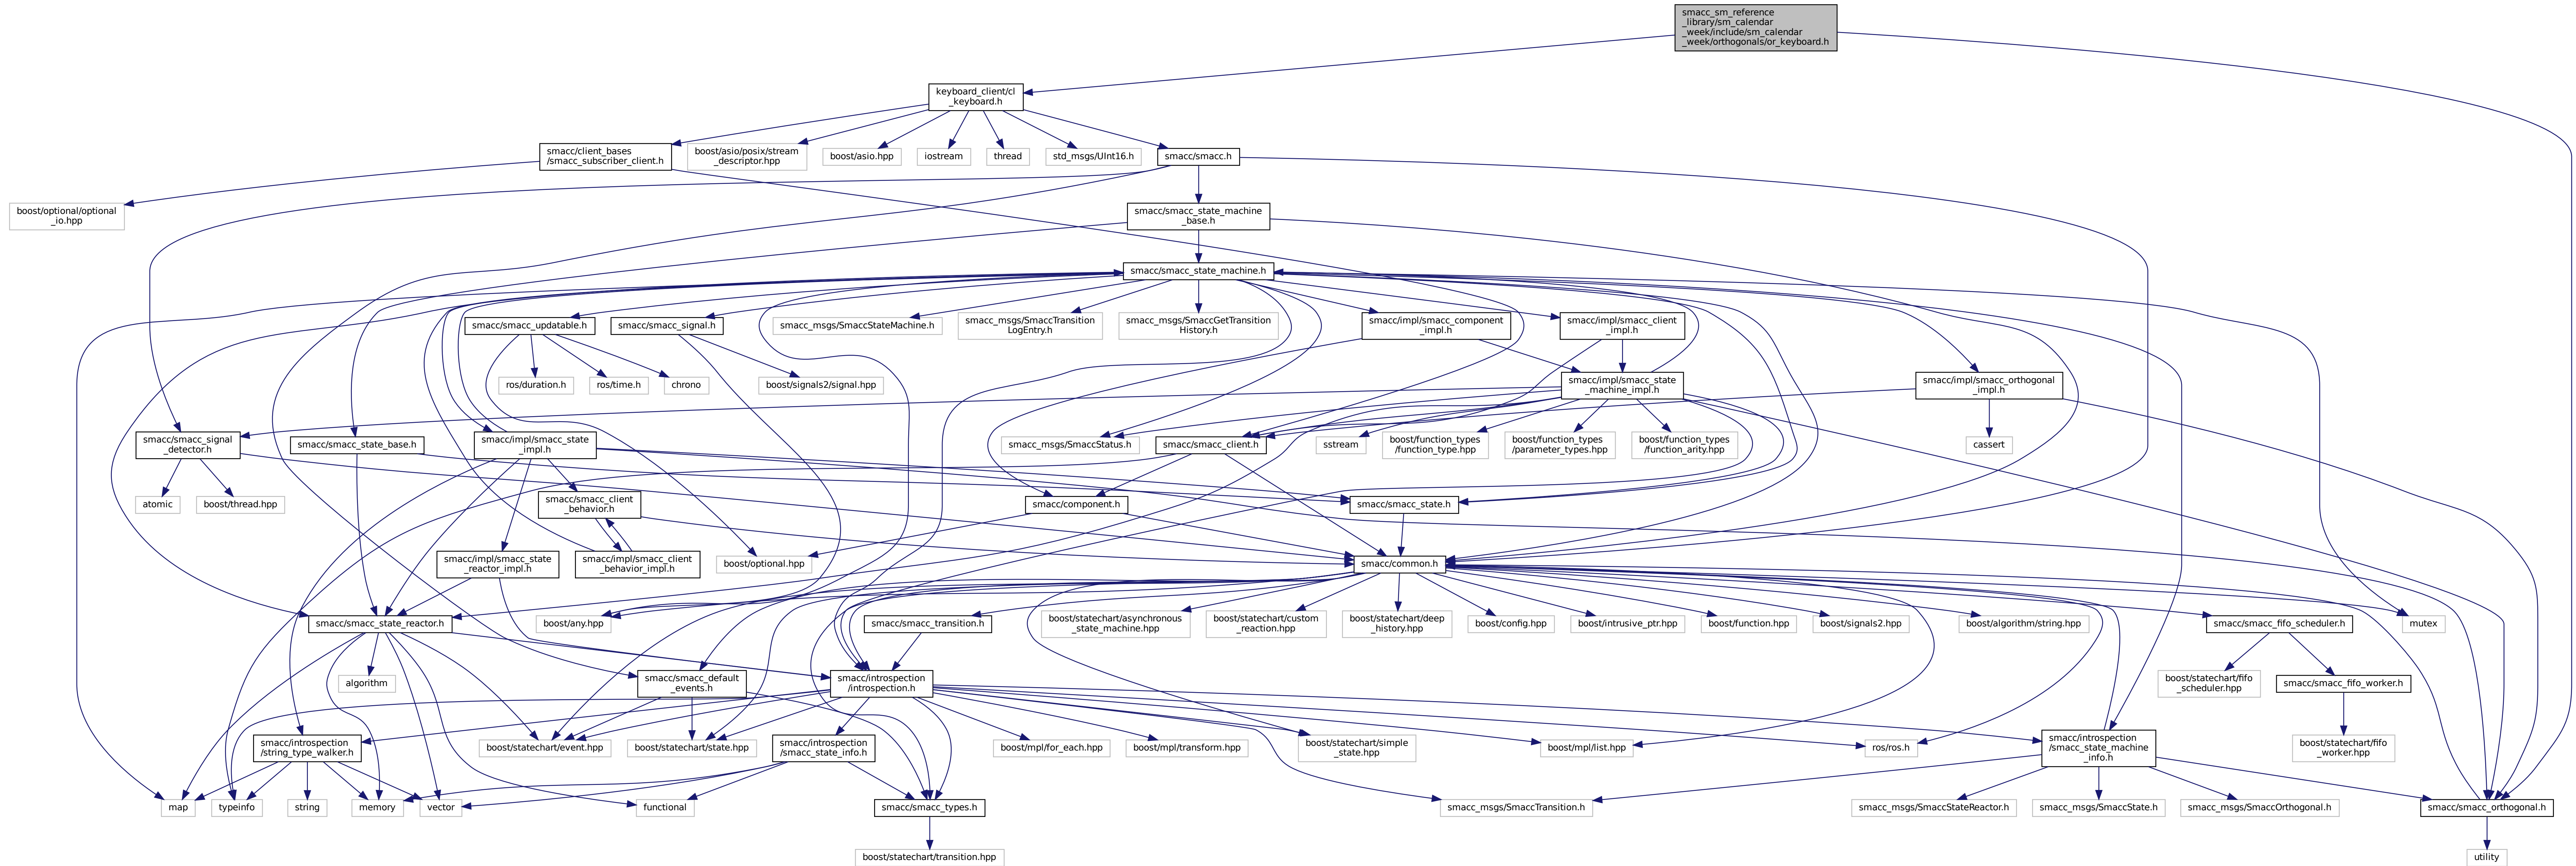 smacc_sm_reference
_library/sm_calendar
_week/include/sm_calendar
_week/orthogonals/or_keyboard.h
keyboard_client/cl
_keyboard.h
smacc/client_bases
/smacc_subscriber_client.h
boost/asio/posix/stream
_descriptor.hpp
boost/asio.hpp
iostream
thread
std_msgs/UInt16.h
smacc/smacc.h
boost/optional/optional
_io.hpp
smacc/smacc_state_machine
_base.h
smacc/smacc_state_machine.h
smacc/smacc_updatable.h
smacc/smacc_signal.h
smacc_msgs/SmaccStateMachine.h
smacc_msgs/SmaccTransition
LogEntry.h
smacc_msgs/SmaccGetTransition
History.h
smacc/impl/smacc_component
_impl.h
smacc/impl/smacc_client
_impl.h
ros/duration.h
ros/time.h
chrono
boost/signals2/signal.hpp
smacc/impl/smacc_state
_machine_impl.h
smacc/impl/smacc_orthogonal
_impl.h
smacc/smacc_signal
_detector.h
smacc/smacc_state_base.h
smacc/impl/smacc_state
_impl.h
smacc_msgs/SmaccStatus.h
smacc/smacc_client.h
sstream
boost/function_types
/function_type.hpp
boost/function_types
/parameter_types.hpp
boost/function_types
/function_arity.hpp
cassert
atomic
boost/thread.hpp
smacc/smacc_client
_behavior.h
smacc/component.h
smacc/smacc_state.h
smacc/impl/smacc_state
_reactor_impl.h
smacc/impl/smacc_client
_behavior_impl.h
boost/optional.hpp
smacc/common.h
smacc/smacc_state_reactor.h
boost/any.hpp
smacc/smacc_transition.h
boost/statechart/asynchronous
_state_machine.hpp
boost/statechart/custom
_reaction.hpp
boost/statechart/deep
_history.hpp
boost/config.hpp
boost/intrusive_ptr.hpp
boost/function.hpp
boost/signals2.hpp
boost/algorithm/string.hpp
smacc/smacc_fifo_scheduler.h
mutex
algorithm
smacc/smacc_default
_events.h
smacc/introspection
/introspection.h
boost/statechart/fifo
_scheduler.hpp
smacc/smacc_fifo_worker.h
smacc/introspection
/string_type_walker.h
boost/statechart/event.hpp
boost/statechart/state.hpp
smacc/introspection
/smacc_state_info.h
boost/mpl/for_each.hpp
boost/mpl/transform.hpp
boost/statechart/simple
_state.hpp
boost/mpl/list.hpp
ros/ros.h
smacc/introspection
/smacc_state_machine
_info.h
boost/statechart/fifo
_worker.hpp
map
typeinfo
string
memory
vector
functional
smacc/smacc_types.h
smacc_msgs/SmaccTransition.h
smacc_msgs/SmaccStateReactor.h
smacc_msgs/SmaccState.h
smacc_msgs/SmaccOrthogonal.h
smacc/smacc_orthogonal.h
boost/statechart/transition.hpp
utility